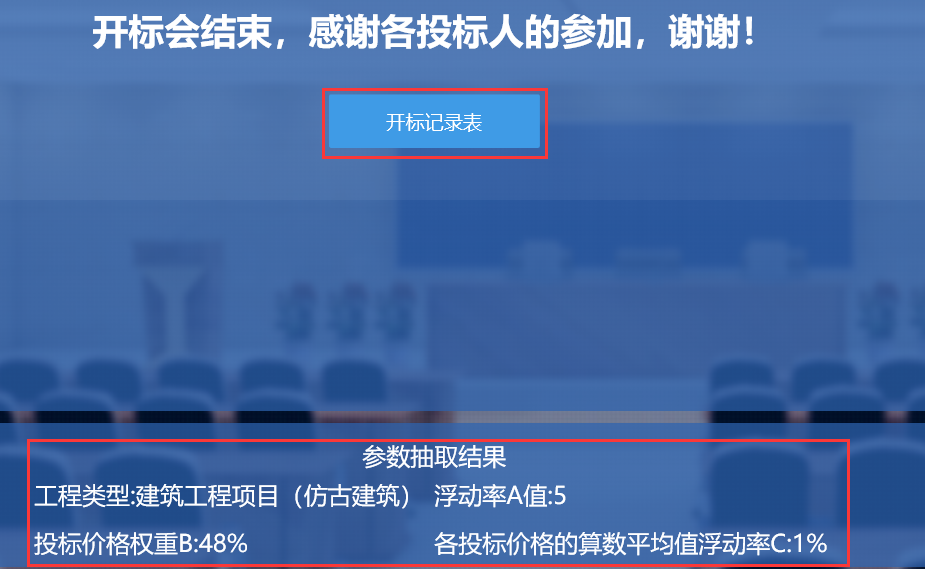 开标会结束，感谢各投标人的参加，谢谢！
开标记录表
参数抽取结果
工程类型:建筑工程项目（仿古建筑） 浮动率A值:5
投标价格权重B:48% 各投标价格的算数平均值浮动率C:1%